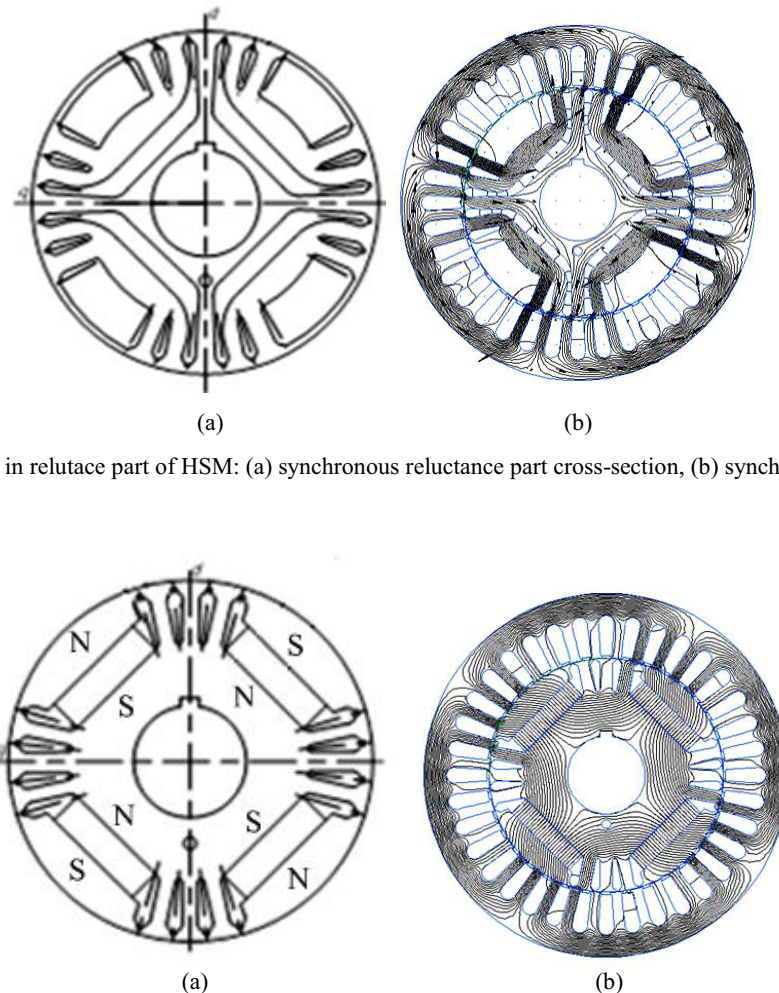 (a) (b)
in relutace part of HSM: (a) synchronous reluctance part cross-section, (b) synch
N S
S N
N S
S N
(a) (b)